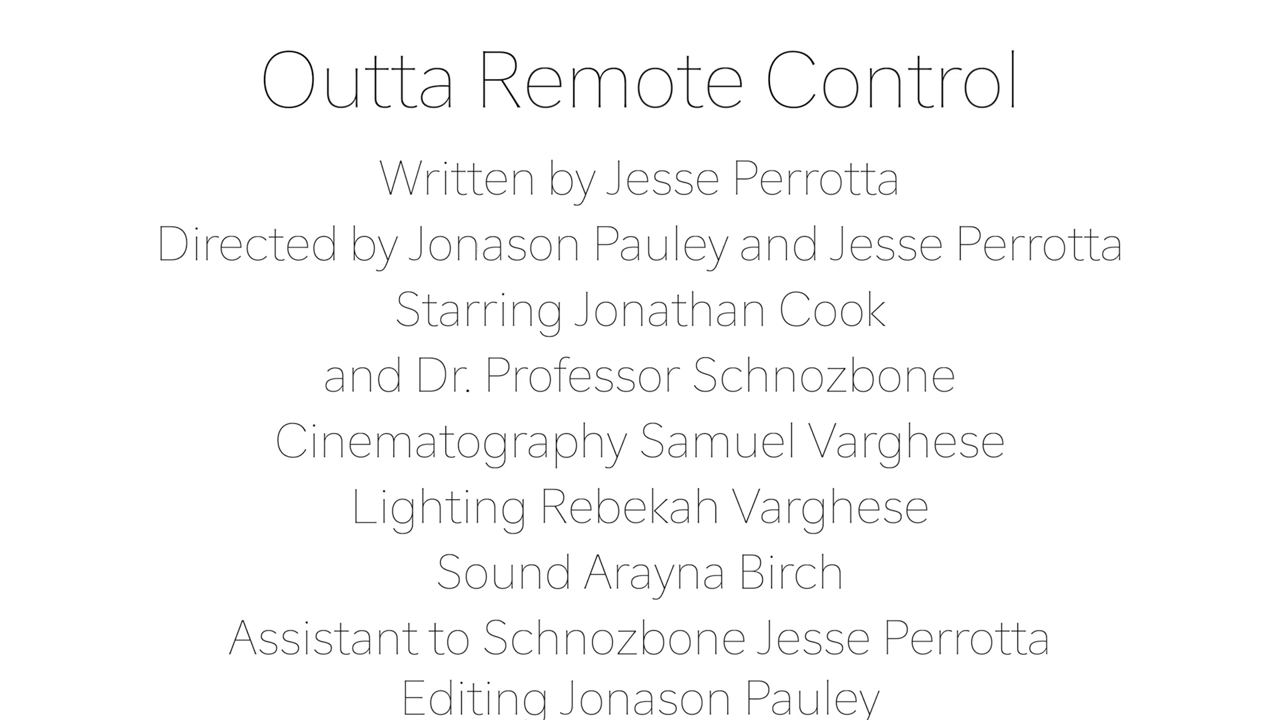 Outta Remote Control
Written by Jesse Perrotta
Directed by Jonason Pauley and Jesse Perrotta
Starring Jonathan Cook
and Dr. Professor Schnozbone
Cinematography Samuel Varghese
Lighting Rebekah Varghese
Sound Arayna Birch
Assistant to Schnozbone Jesse Perrotta
Editing Jonason Pauley